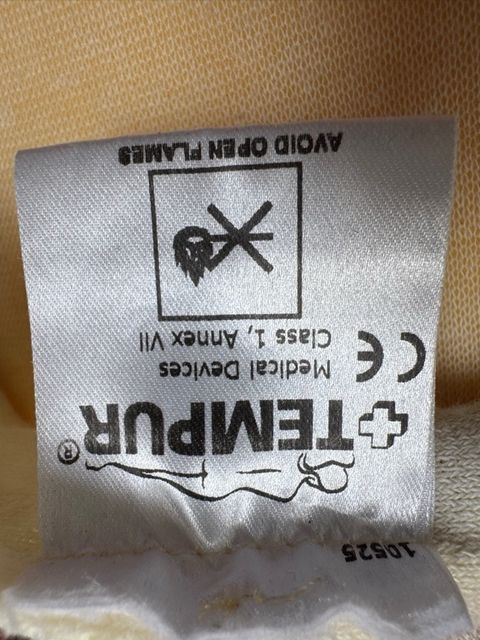 10525
TEMPUR®
Medical Devices
Class 1, Annex VII
CE
AVOID OPEN FLAMES